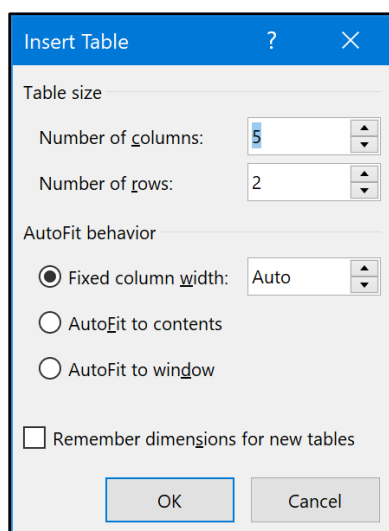 Insert Table ?
Table size
Number of columns: 5
Number of rows: 2
AutoFit behavior
Fixed column width: Auto
AutoFit to contents
AutoFit to window
Remember dimensions for new tables
OK Cancel